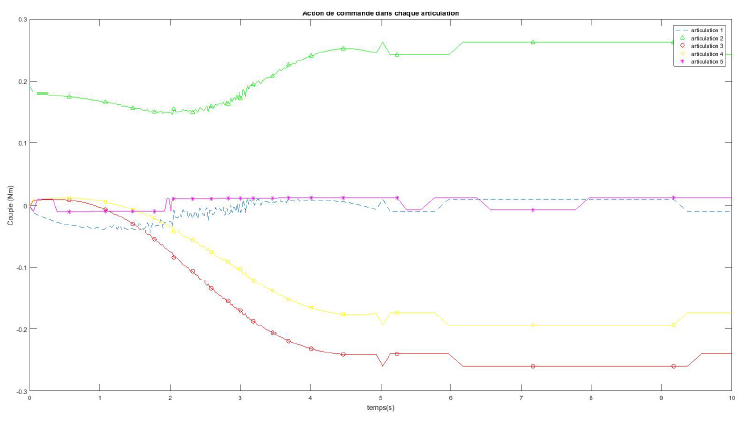 Action de commande dans chaque articulation
0.3
0.2
0.1
0
-0.1
-0.2
-0.3
Couple (Nm)
articulation 1
articulation 2
articulation 3
articulation 4
articulation 5
0 1 2 3 4 5 6 7 8 9 10
temps(s)